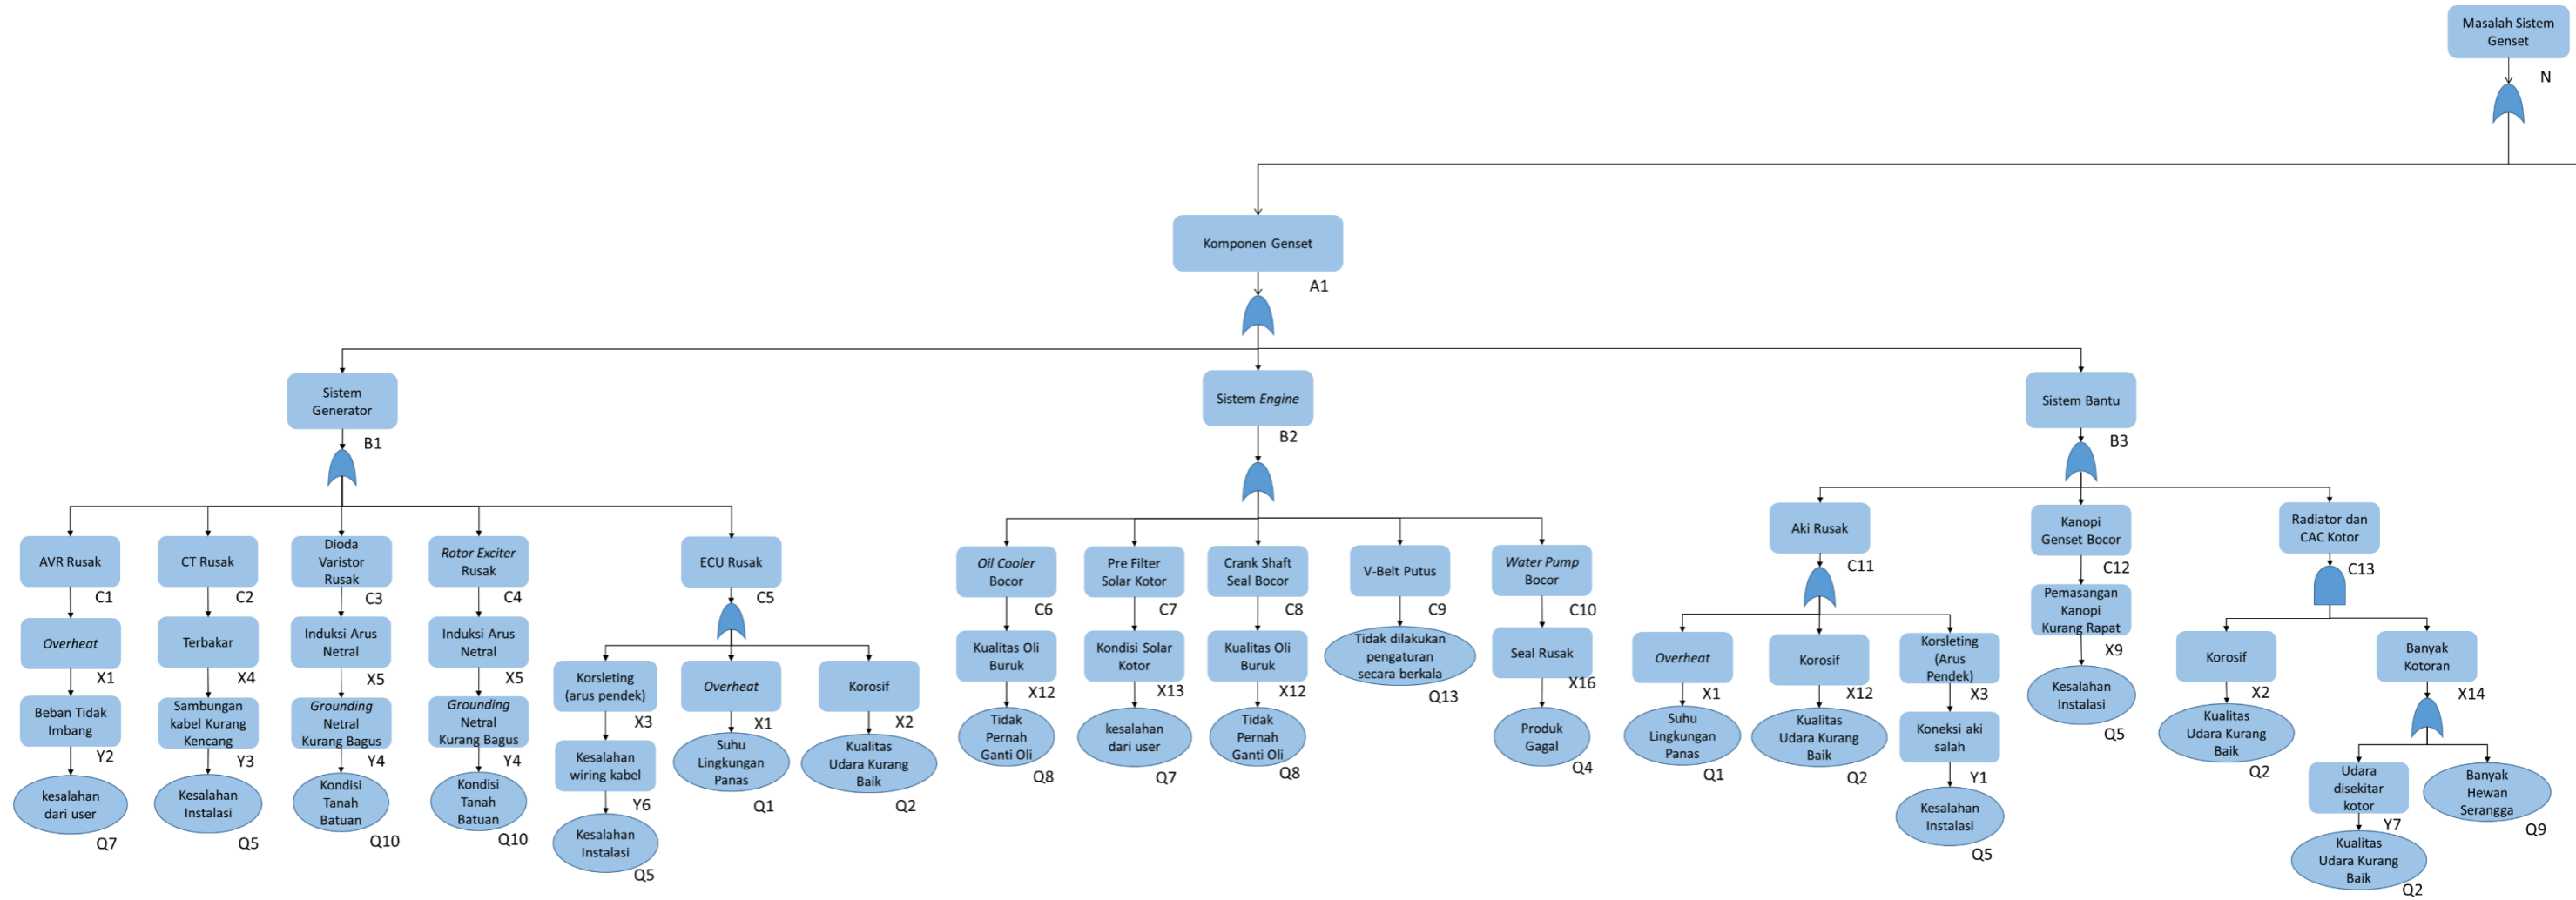 Masalah Sistem
Genset
N
Komponen Genset
A1
Sistem
Generator
B1
Sistem Engine
B2
Sistem Bantu
B3
AVR Rusak
C1
Overheat
X1
Beban Tidak
Imbang
Y2
kesalahan
dari user
Q7
CT Rusak
C2
Terbakar
X4
Sambungan
kabel Kurang
Kencang
Y3
Kesalahan
Instalasi
Q5
Dioda
Varistor
Rusak
C3
Induksi Arus
Netral
X5
Grounding
Netral
Kurang Bagus
Y4
Kondisi
Tanah
Batuan
Q10
Rotor Exciter
Rusak
C4
Induksi Arus
Netral
X5
Grounding
Netral
Kurang Bagus
Y4
Kondisi
Tanah
Batuan
Q10
ECU Rusak
C5
Korsleting
(arus pendek)
X3
Kesalahan
wiring kabel
Y6
Kesalahan
Instalasi
Q5
Overheat
X1
Suhu
Lingkungan
Panas
Q1
Korosif
X2
Kualitas
Udara Kurang
Baik
Q2
Oil Cooler
Bocor
C6
Kualitas Oli
Buruk
X12
Tidak
Pernah
Ganti Oli
Q8
Pre Filter
Solar Kotor
C7
Kondisi Solar
Kotor
X13
kesalahan
dari user
Q7
Crank Shaft
Seal Bocor
C8
Kualitas Oli
Buruk
X12
Tidak
Pernah
Ganti Oli
Q8
V-Belt Putus
C9
Tidak dilakukan
pengaturan
secara berkala
Q13
Water Pump
Bocor
C10
Seal Rusak
X16
Produk
Gagal
Q4
Aki Rusak
C11
Overheat
X1
Suhu
Lingkungan
Panas
Q1
Korosif
X12
Kualitas
Udara Kurang
Baik
Q2
Korsleting
(Arus
Pendek)
X3
Koneksi aki
salah
Y1
Kesalahan
Instalasi
Q5
Kanopi
Genset Bocor
C12
Pemasangan
Kanopi
Kurang Rapat
X9
Kesalahan
Instalasi
Q5
Radiator dan
CAC Kotor
C13
Korosif
X2
Kualitas
Udara Kurang
Baik
Q2
Banyak
Kotoran
X14
Udara
disekitar
kotor
Y7
Kualitas
Udara Kurang
Baik
Q2
Banyak
Hewan
Serangga
Q9